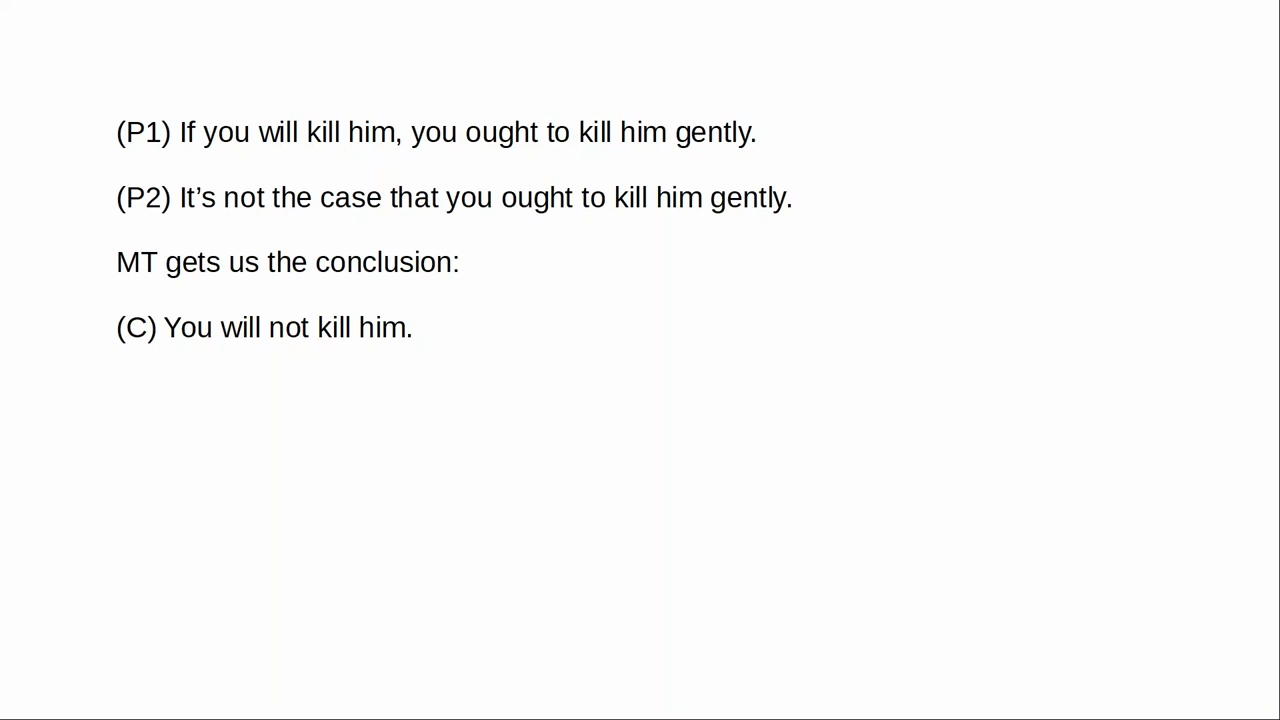 (P1) If you will kill him, you ought to kill him gently.
(P2) It’s not the case that you ought to kill him gently.
MT gets us the conclusion:
(C) You will not kill him.